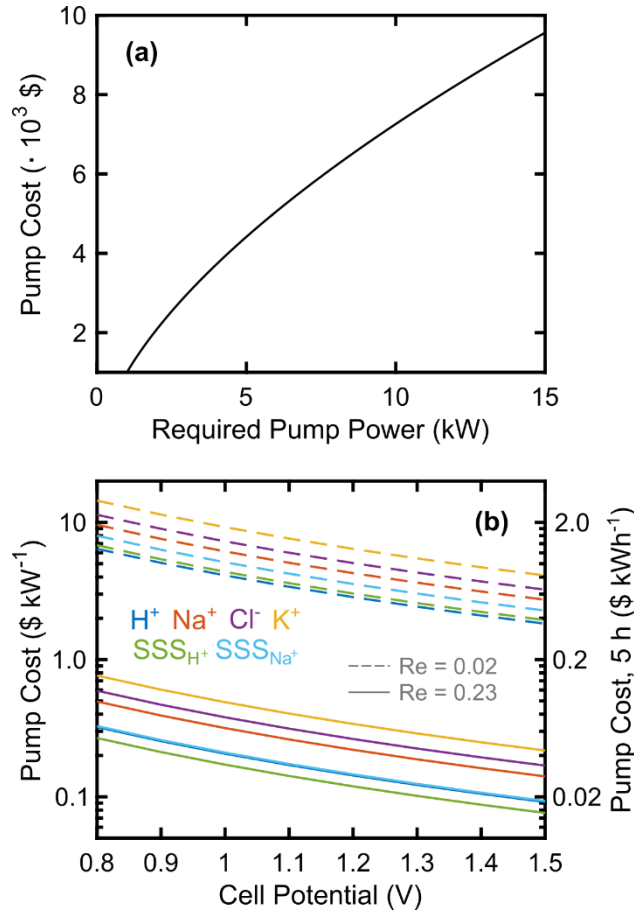 (a)
10
8
6
4
2
Pump Cost (· 10³ $)
0 5 10 15
Required Pump Power (kW)
(b)
10
1.0
0.1
Pump Cost ($ kW⁻¹)
2.0
0.2
0.02
Pump Cost, 5 h ($ kWh⁻¹)
H⁺ Na⁺ Cl⁻ K⁺
SSS_H⁺ SSS_Na⁺
Re = 0.02
Re = 0.23
0.8 0.9 1 1.1 1.2 1.3 1.4 1.5
Cell Potential (V)